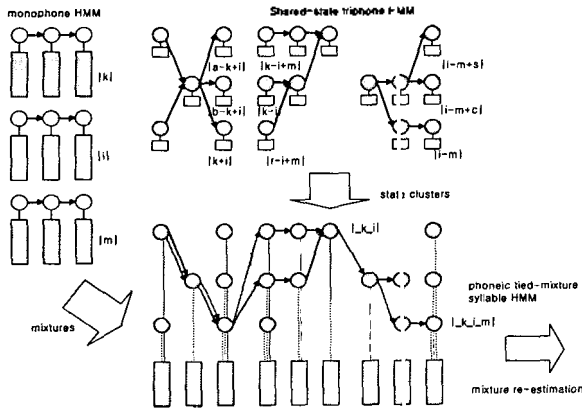 monophone HMM
Shared-state triphone HMM
|k|
|i|
|m|
|a-k+i|
|b-k+i|
|k+i|
|k-i+m|
|k-i|
|r-i+m|
|i-m+s|
|i-m+c|
|i-m|
state clusters
mixtures
|_k_i|
|_k_i_m|
phoneic tied-mixture
syllable HMM
mixture re-estimation